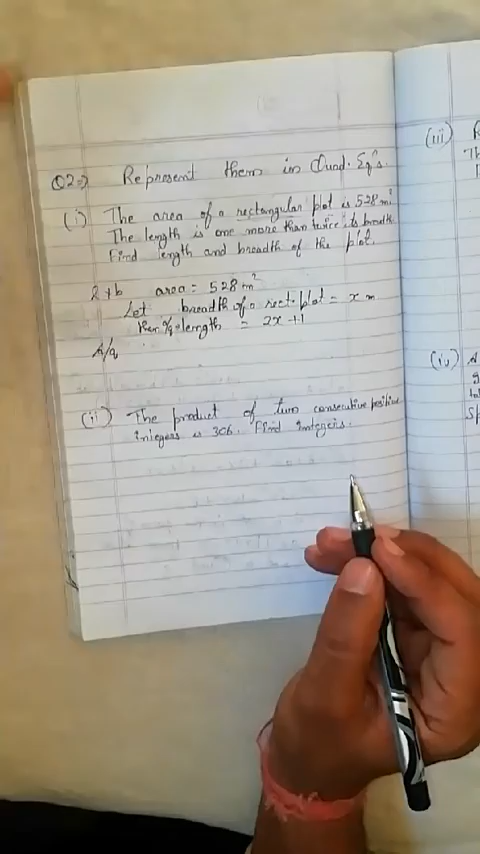 Q2=> Represent them in Quad. Eqⁿs.
(i) The area of a rectangular plot is 528 m²
The length is one more than twice its breadth
Find length and breadth of the plot.
area = 528 m²
Let breadth of a rect. plot = x m
then length = 2x + 1
A/q
(ii) The product of two consecutive positive
integers is 306. Find integers.
(iii)
Th
(iv)